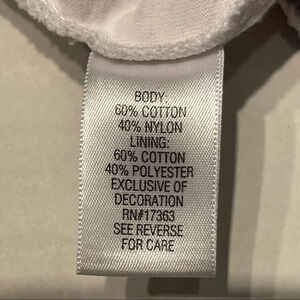 BODY:
60% COTTON
40% NYLON
LINING:
60% COTTON
40% POLYESTER
EXCLUSIVE OF
DECORATION
RN#17363
SEE REVERSE
FOR CARE